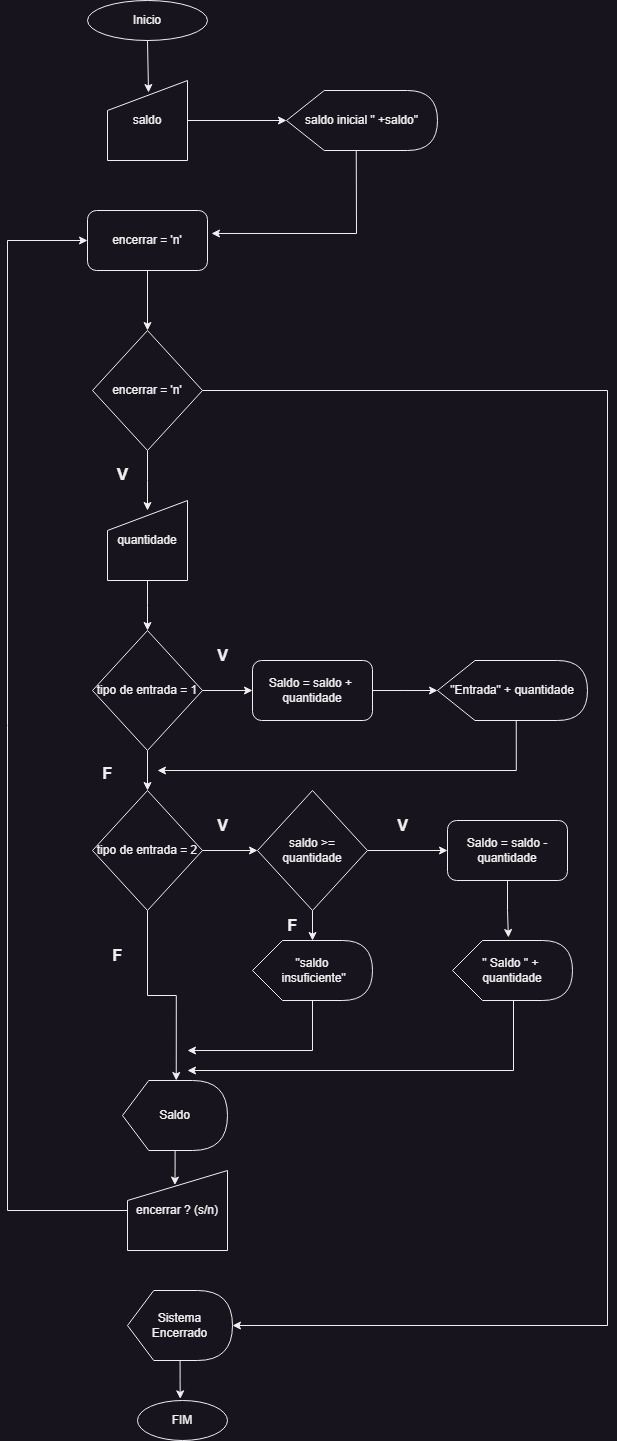 Inicio
saldo
saldo inicial " +saldo"
encerrar = 'n'
encerrar = 'n'
V
quantidade
V
tipo de entrada = 1
Saldo = saldo +
quantidade
"Entrada" + quantidade
F
V
V
tipo de entrada = 2
saldo >=
quantidade
Saldo = saldo -
quantidade
F
F
"saldo
insuficiente"
" Saldo " +
quantidade
Saldo
encerrar ? (s/n)
Sistema
Encerrado
FIM